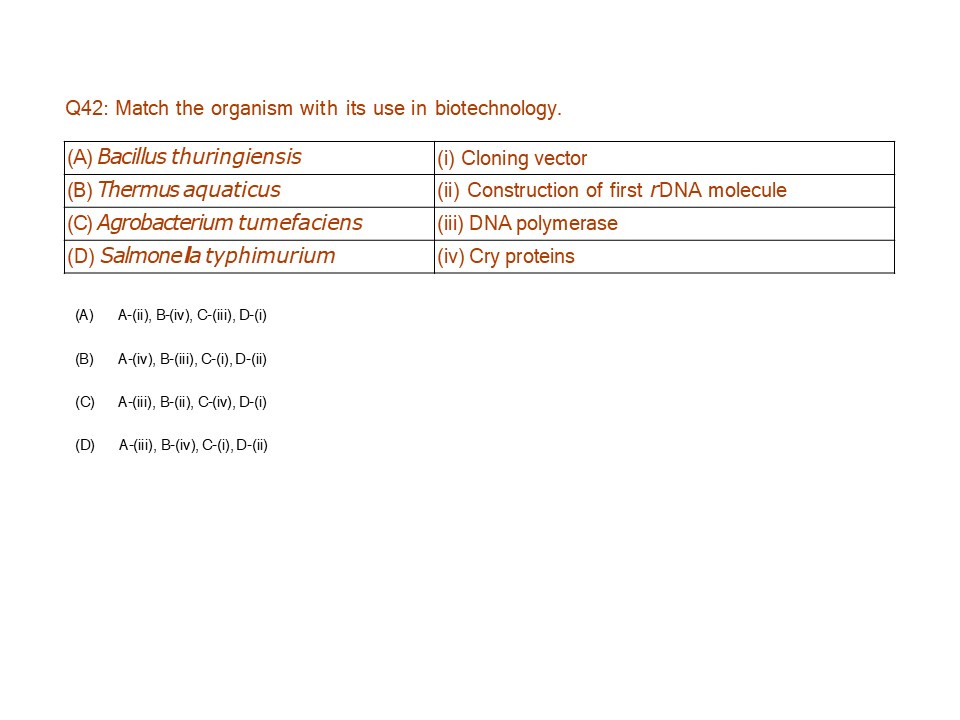 Q42: Match the organism with its use in biotechnology.
(A) Bacillus thuringiensis (i) Cloning vector
(B) Thermus aquaticus (ii) Construction of first rDNA molecule
(C) Agrobacterium tumefaciens (iii) DNA polymerase
(D) Salmonella typhimurium (iv) Cry proteins
(A) A-(ii), B-(iv), C-(iii), D-(i)
(B) A-(iv), B-(iii), C-(i), D-(ii)
(C) A-(iii), B-(ii), C-(iv), D-(i)
(D) A-(iii), B-(iv), C-(i), D-(ii)